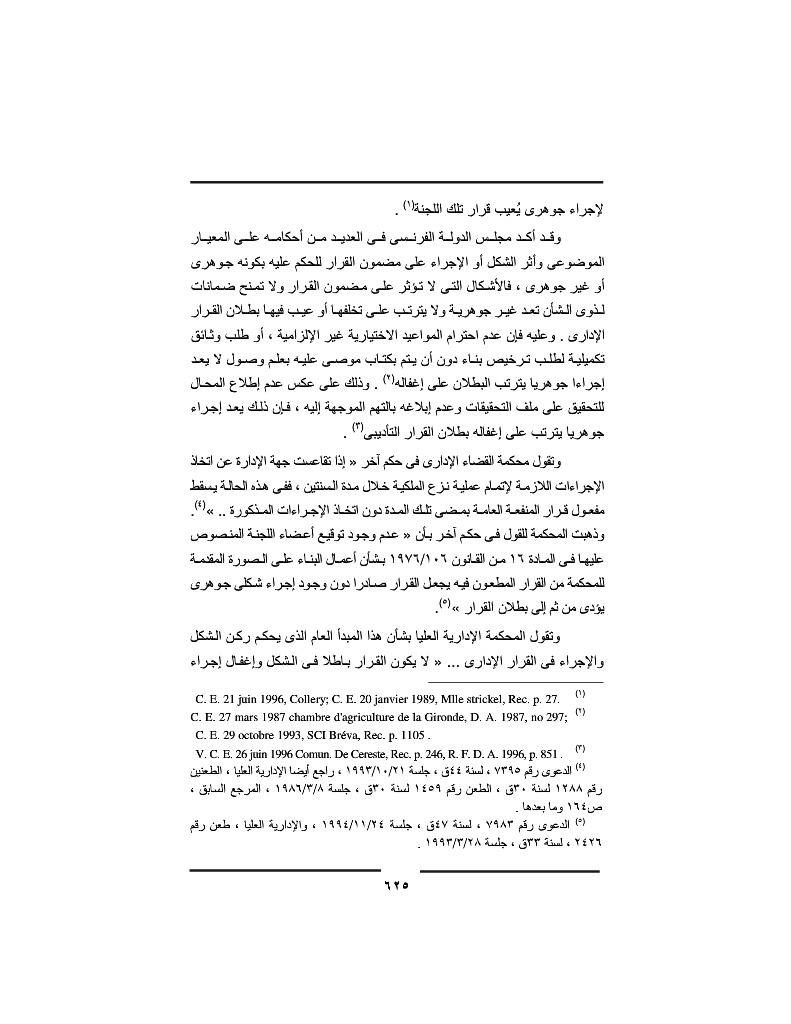 لإجراء جوهرى يُعيب قرار تلك اللجنة(١) .
وقد أكد مجلس الدولة الفرنسى فى العديد من أحكامه على المعيار
الموضوعى وأثر الشكل أو الإجراء على مضمون القرار للحكم عليه بكونه جوهرى
أو غير جوهرى ، فالأشكال التى لا تؤثر على مضمون القرار ولا تمنح ضمانات
لذوى الشأن تعد غير جوهرية ولا يترتب على تخلفها أو عيب فيها بطلان القرار
الإدارى . وعليه فإن عدم احترام المواعيد الاختيارية غير الإلزامية ، أو طلب وثائق
تكميلية لطلب ترخيص بناء دون أن يتم بكتاب موصى عليه بعلم وصول لا يعد
إجراءا جوهريا يترتب البطلان على إغفاله(٢) . وذلك على عكس عدم إطلاع المحال
للتحقيق على ملف التحقيقات وعدم إبلاغه بالتهم الموجهة إليه ، فإن ذلك يعد إجراء
جوهريا يترتب على إغفاله بطلان القرار التأديبى(٣) .
وتقول محكمة القضاء الإدارى فى حكم آخر « إذا تقاعست جهة الإدارة عن اتخاذ
الإجراءات اللازمة لإتمام عملية نزع الملكية خلال مدة السنتين ، ففى هذه الحالة يسقط
مفعول قرار المنفعة العامة بمضى تلك المدة دون اتخاذ الإجراءات المذكورة .. »(٤).
وذهبت المحكمة للقول فى حكم آخر بأن « عدم وجود توقيع أعضاء اللجنة المنصوص
عليها فى المادة ١٦ من القانون ١٩٧٦/١٠٦ بشأن أعمال البناء على الصورة المقدمة
للمحكمة من القرار المطعون فيه يجعل القرار صادرا دون وجود إجراء شكلى جوهرى
يؤدى من ثم إلى بطلان القرار »(٥).
وتقول المحكمة الإدارية العليا بشأن هذا المبدأ العام الذى يحكم ركن الشكل
والإجراء فى القرار الإدارى ... « لا يكون القرار باطلا فى الشكل وإغفال إجراء
(١) C. E. 21 juin 1996, Collery; C. E. 20 janvier 1989, Mlle strickel, Rec. p. 27.
(٢) C. E. 27 mars 1987 chambre d'agriculture de la Gironde, D. A. 1987, no 297;
C. E. 29 octobre 1993, SCI Bréva, Rec. p. 1105 .
(٣) V. C. E. 26 juin 1996 Comun. De Cereste, Rec. p. 246, R. F. D. A. 1996, p. 851 .
(٤) الدعوى رقم ٧٣٩٥ ، لسنة ٤٤ق ، جلسة ١٩٩٣/١٠/٢١ ، راجع أيضا الإدارية العليا ، الطعنين
رقم ١٢٨٨ لسنة ٣٠ق ، الطعن رقم ١٤٥٩ لسنة ٣٠ق ، جلسة ١٩٨٦/٣/٨ ، المرجع السابق ،
ص١٦٤ وما بعدها .
(٥) الدعوى رقم ٧٩٨٣ ، لسنة ٤٧ق ، جلسة ١٩٩٤/١١/٢٤ ، والإدارية العليا ، طعن رقم
٢٤٢٦ ، لسنة ٣٣ق ، جلسة ١٩٩٣/٣/٢٨ .
٦٢٥